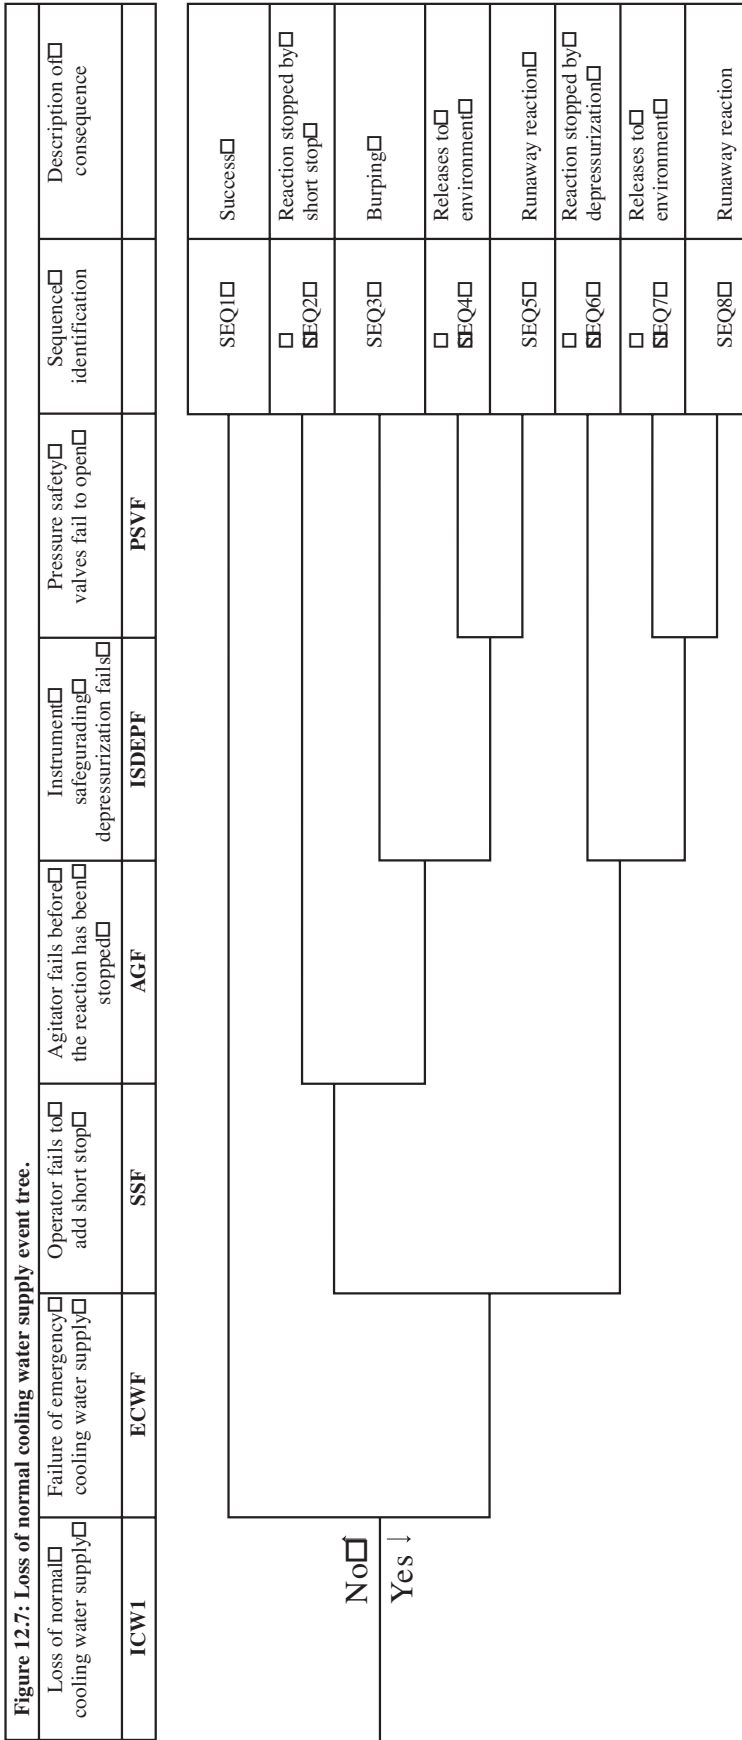 Figure 12.7: Loss of normal cooling water supply event tree.
Loss of normal
cooling water supply
Failure of emergency
cooling water supply
Operator fails to
add short stop
Agitator fails before
the reaction has been
stopped
Instrument
safegurading
depressurization fails
Pressure safety
valves fail to open
Sequence
identification
Description of
consequence
ICW1
ECWF
SSF
AGF
ISDEPF
PSVF
No
Yes ↓
SEQ1
Success
SEQ2
Reaction stopped by
short stop
SEQ3
Burping
SEQ4
Releases to
environment
SEQ5
Runaway reaction
SEQ6
Reaction stopped by
depressurization
SEQ7
Releases to
environment
SEQ8
Runaway reaction